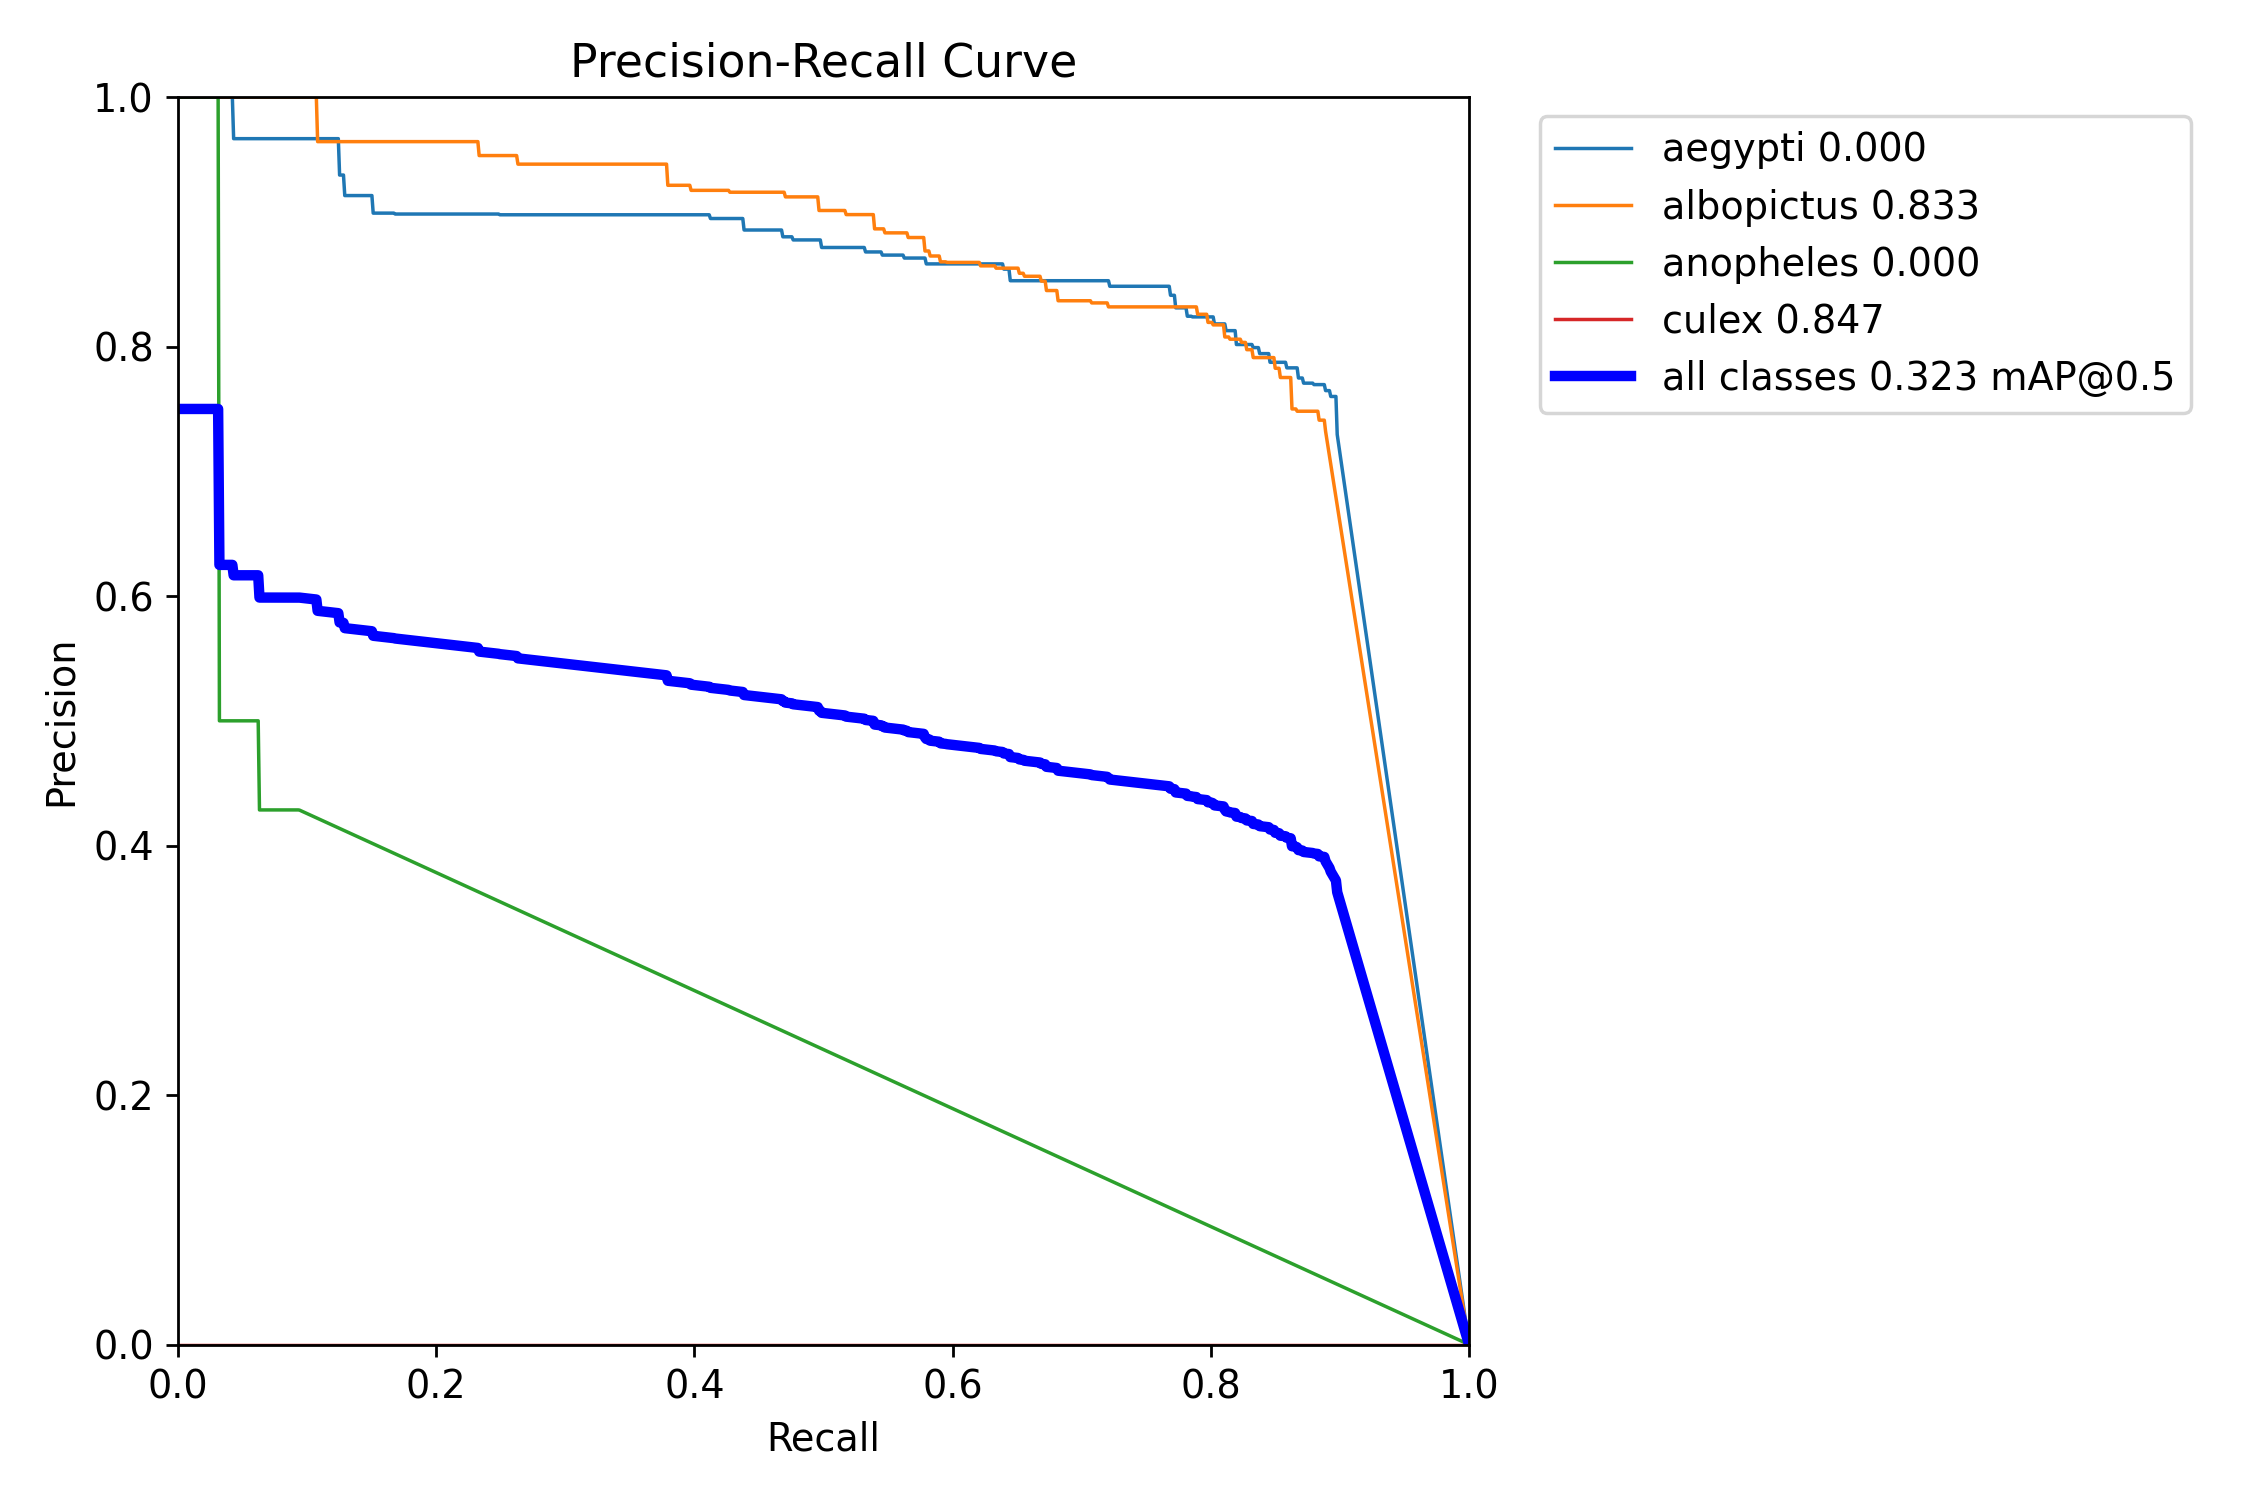 Precision-Recall Curve
1.0
0.8
0.6
0.4
0.2
0.0
Precision
0.0 0.2 0.4 0.6 0.8 1.0
Recall
aegypti 0.000
albopictus 0.833
anopheles 0.000
culex 0.847
all classes 0.323 mAP@0.5